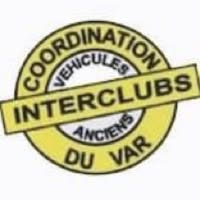 COORDINATION
VEHICULES
INTERCLUBS
ANCIENS
DU VAR